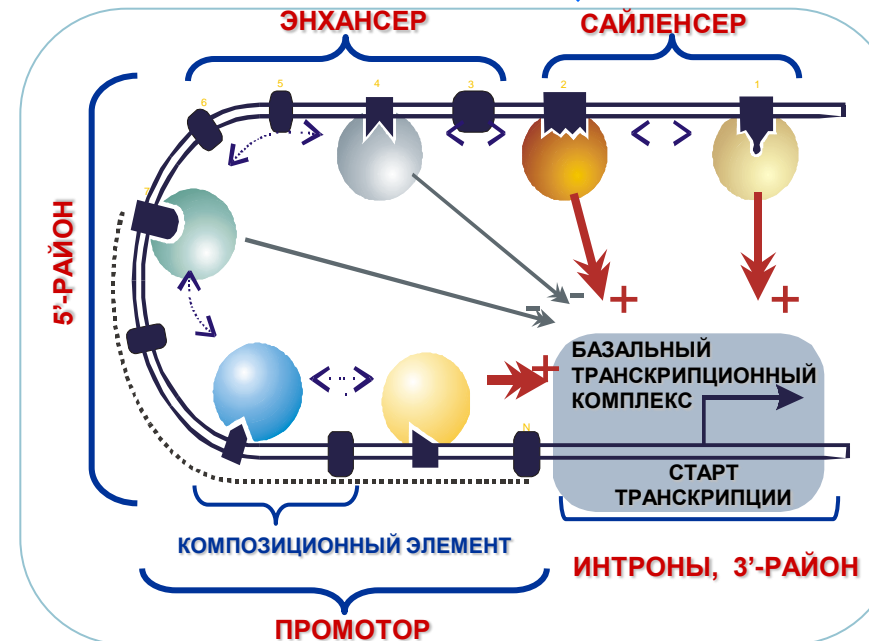 ЭНХАНСЕР
САЙЛЕНСЕР
5
4
3
2
1
6
7
5’-РАЙОН
+
+
-
-
+
БАЗАЛЬНЫЙ
ТРАНСКРИПЦИОННЫЙ
КОМПЛЕКС
N
СТАРТ
ТРАНСКРИПЦИИ
КОМПОЗИЦИОННЫЙ ЭЛЕМЕНТ
ИНТРОНЫ, 3’-РАЙОН
ПРОМОТОР